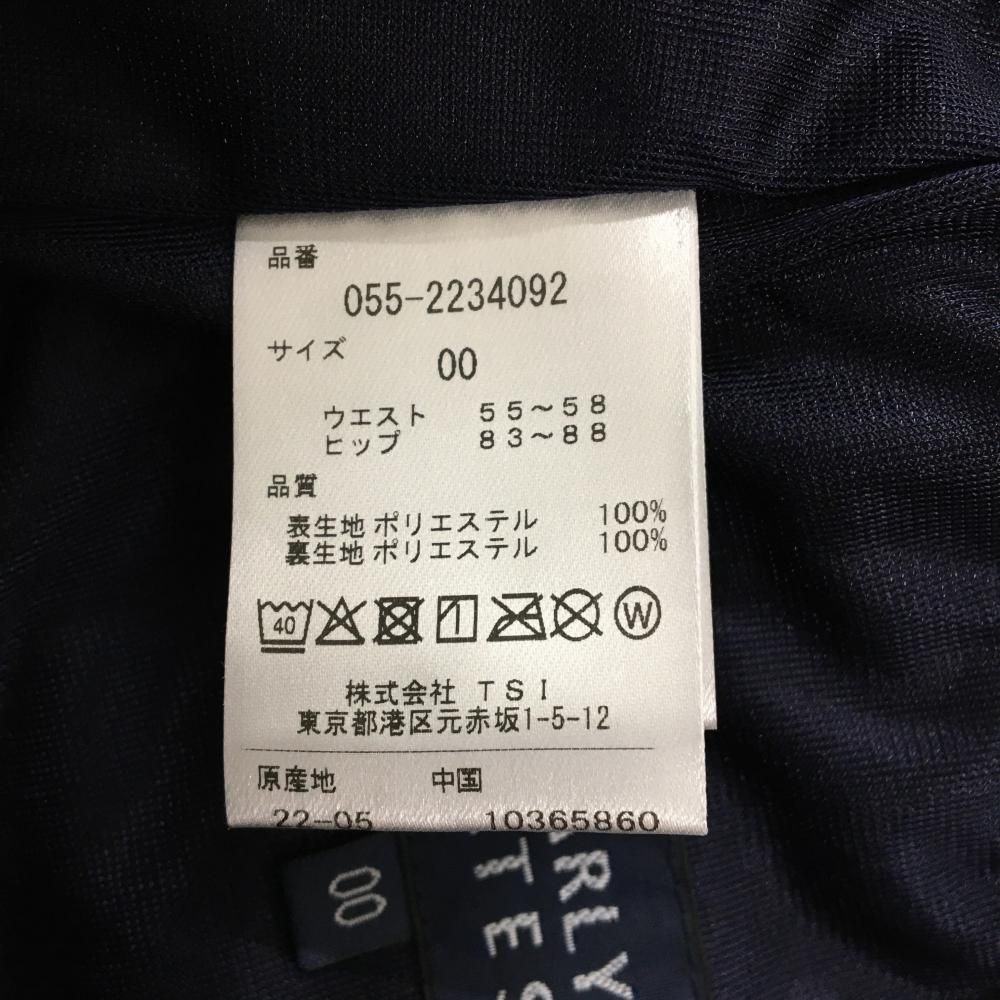 品番
055-2234092
サイズ
00
ウエスト 55～58
ヒップ 83～88
品質
表生地 ポリエステル 100%
裏生地 ポリエステル 100%
40
W
株式会社 TSI
東京都港区元赤坂1-5-12
原産地 中国
22-05 10365860
00
ARLY
TES